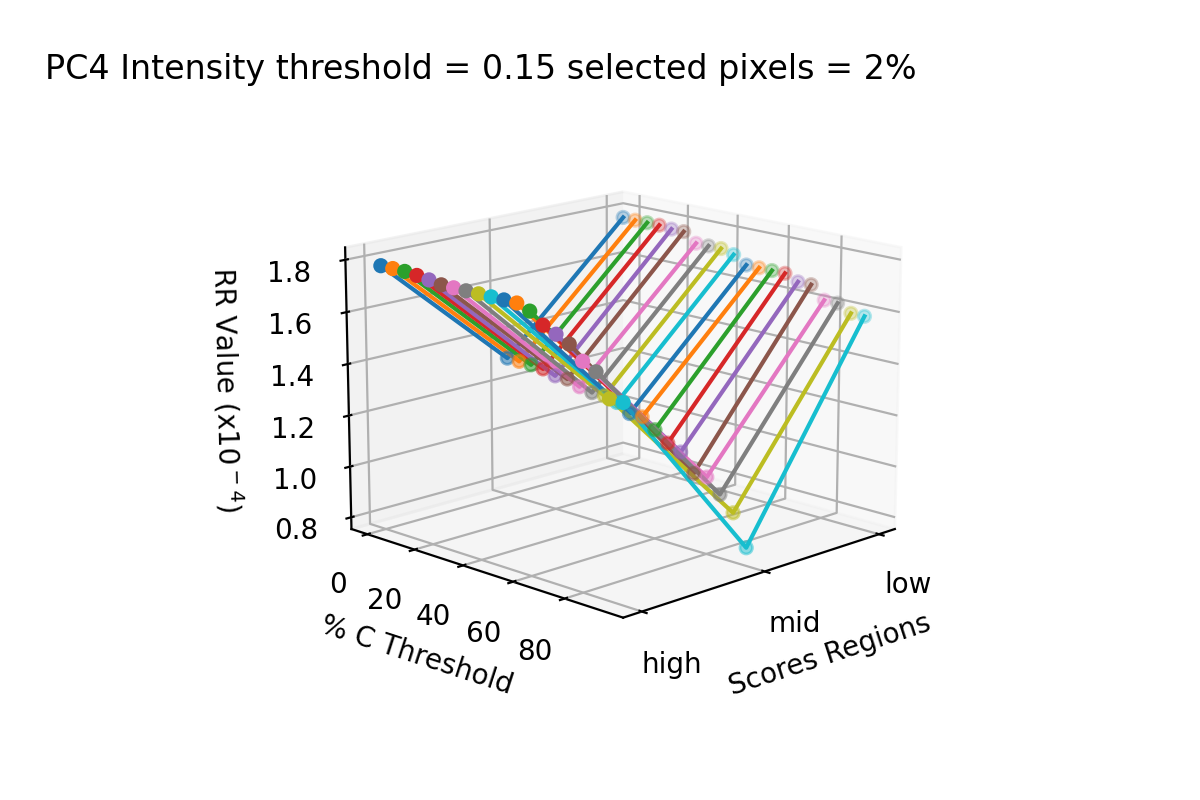 PC4 Intensity threshold = 0.15 selected pixels = 2%
RR Value (x10⁻⁴)
1.8
1.6
1.4
1.2
1.0
0.8
0
20
40
60
80
% C Threshold
high
mid
low
Scores Regions